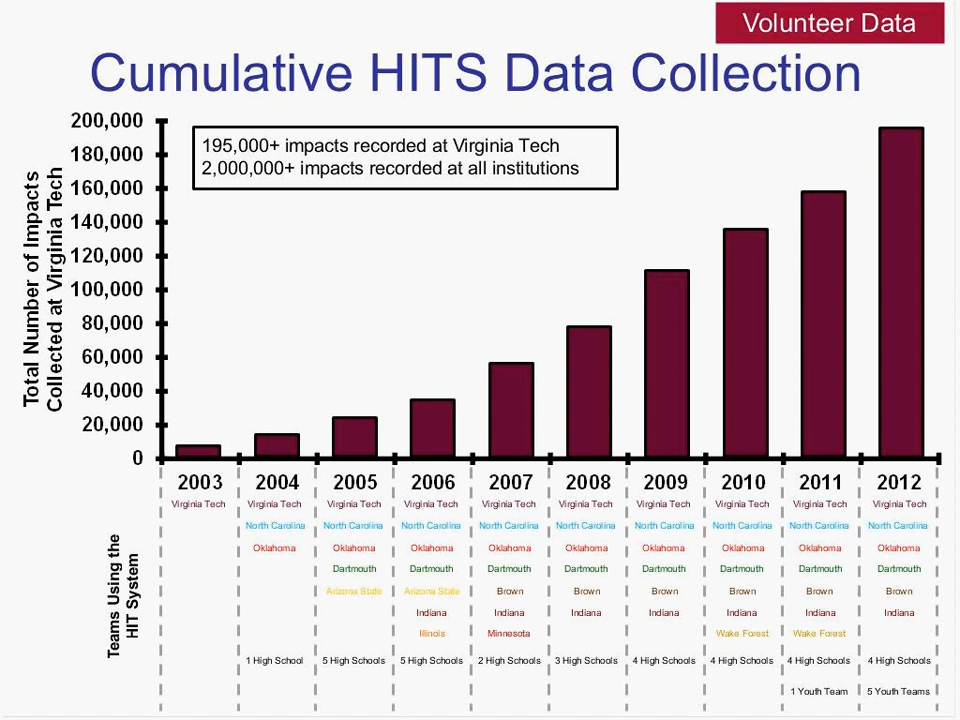 Volunteer Data
Cumulative HITS Data Collection
195,000+ impacts recorded at Virginia Tech
2,000,000+ impacts recorded at all institutions
Total Number of Impacts
Collected at Virginia Tech
200,000
180,000
160,000
140,000
120,000
100,000
80,000
60,000
40,000
20,000
0
2003 2004 2005 2006 2007 2008 2009 2010 2011 2012
Teams Using the
HIT System
Virginia Tech Virginia Tech Virginia Tech Virginia Tech Virginia Tech Virginia Tech Virginia Tech Virginia Tech Virginia Tech Virginia Tech
North Carolina North Carolina North Carolina North Carolina North Carolina North Carolina North Carolina North Carolina North Carolina
Oklahoma Oklahoma Oklahoma Oklahoma Oklahoma Oklahoma Oklahoma Oklahoma Oklahoma
Dartmouth Dartmouth Dartmouth Dartmouth Dartmouth Dartmouth Dartmouth Dartmouth
Arizona State Arizona State Brown Brown Brown Brown Brown Brown
Indiana Indiana Indiana Indiana Indiana Indiana Indiana
Illinois Minnesota Wake Forest Wake Forest
1 High School 5 High Schools 5 High Schools 2 High Schools 3 High Schools 4 High Schools 4 High Schools 4 High Schools 4 High Schools
1 Youth Team 5 Youth Teams